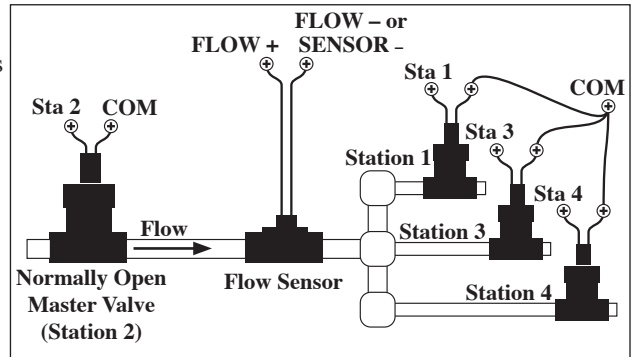 s
FLOW – or
FLOW + SENSOR –
Sta 1
COM
Sta 2 COM
Sta 3
Station 1
Sta 4
Flow
Station 3
Normally Open
Master Valve
(Station 2)
Flow Sensor
Station 4